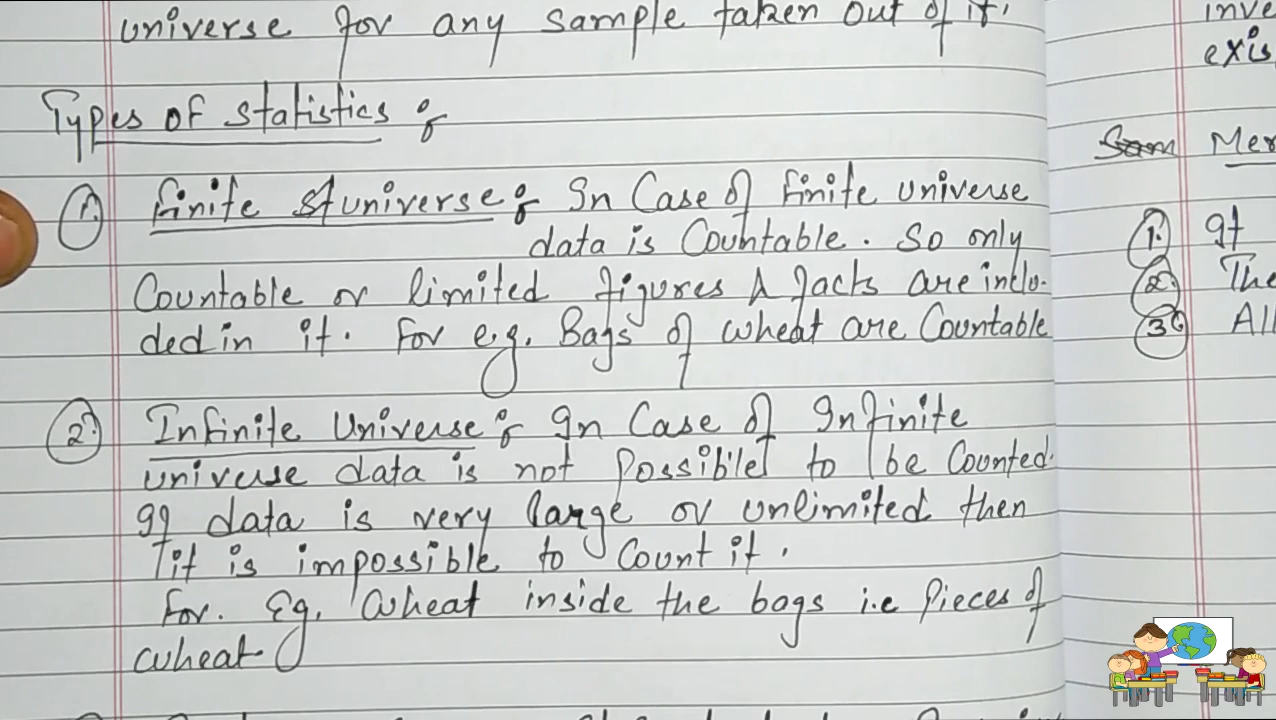 universe for any sample taken out of it.
Types of statistics :
1. Finite universe : In Case of finite universe
data is Countable. So only
Countable or limited figures & facts are inclu-
ded in it. For e.g. Bags of wheat are Countable
2. Infinite Universe : In Case of Infinite
universe data is not possible to be Counted.
If data is very large or unlimited then
it is impossible to Count it.
For. Eg. Wheat inside the bags i.e Pieces of
wheat
inve
exis
Mer
1. It
2. The
3. All